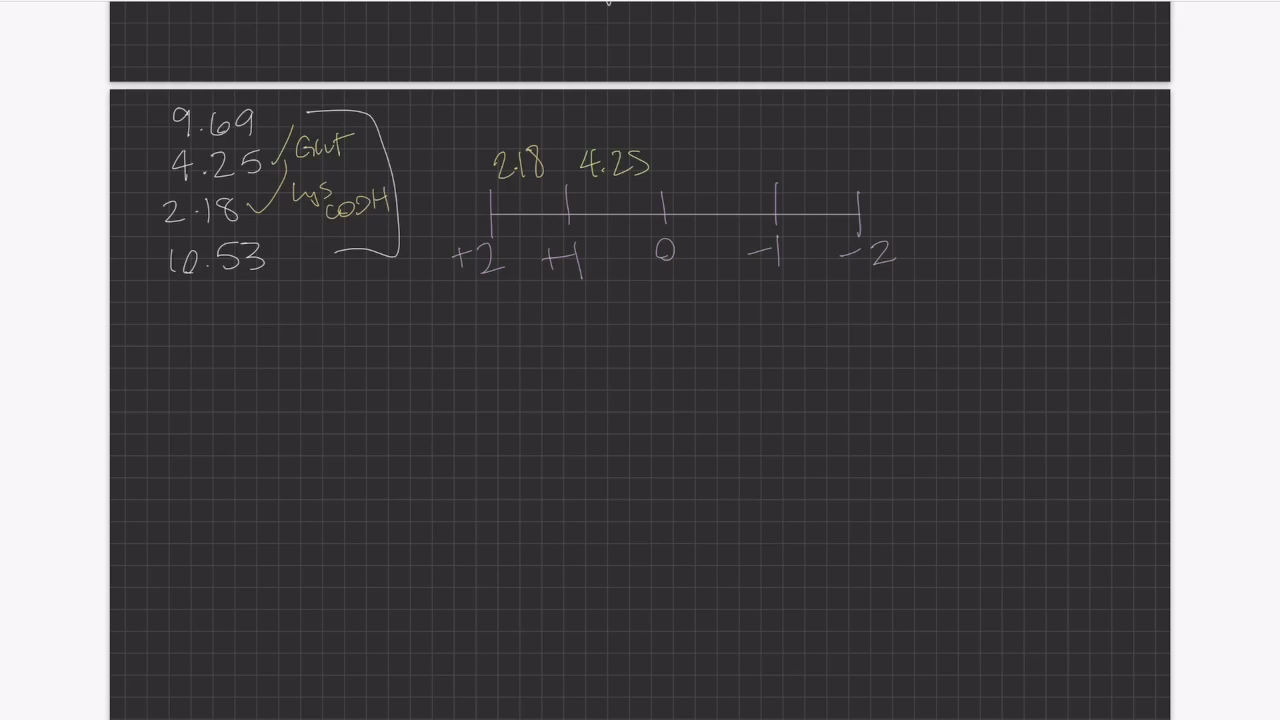 9.69
4.25 Glut
2.18 Lys COOH
10.53
2.18 4.25
+2 +1 0 -1 -2